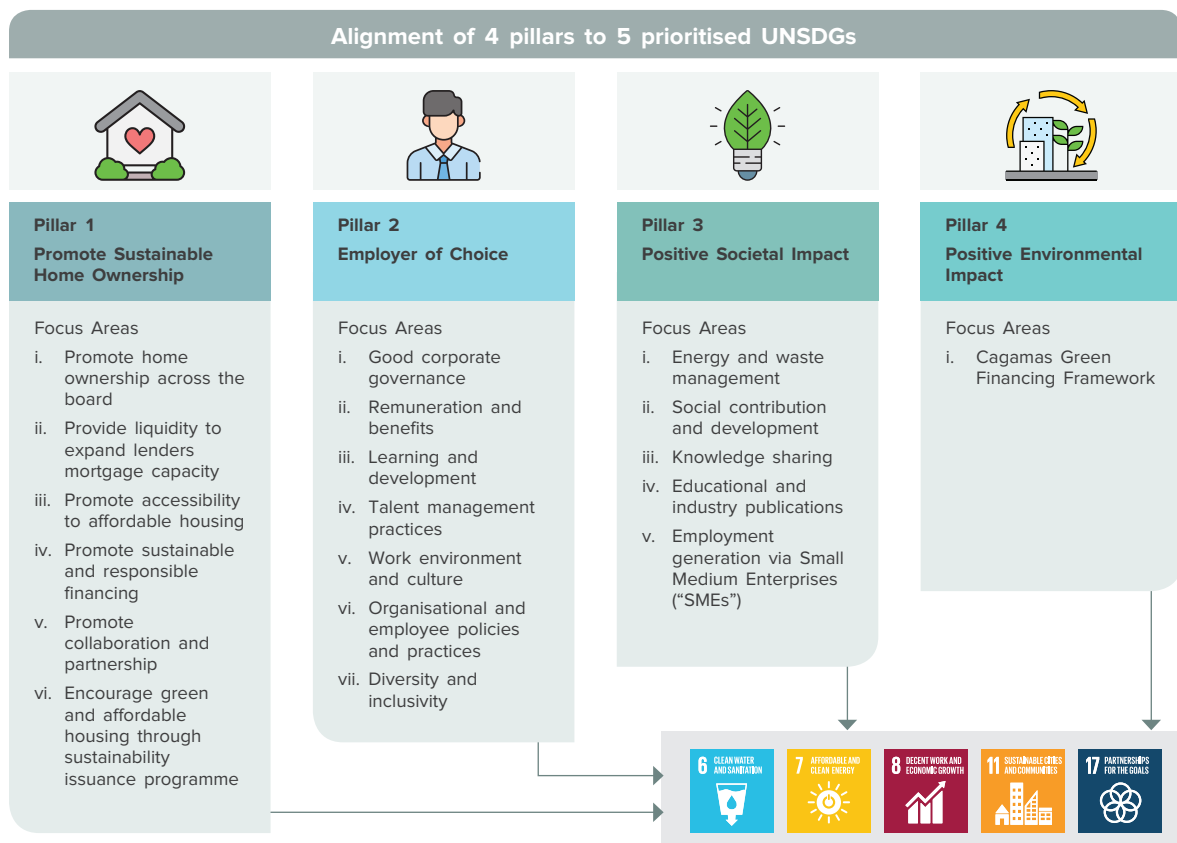 Alignment of 4 pillars to 5 prioritised UNSDGs
Pillar 1
Promote Sustainable
Home Ownership
Focus Areas
i. Promote home
ownership across the
board
ii. Provide liquidity to
expand lenders
mortgage capacity
iii. Promote accessibility
to affordable housing
iv. Promote sustainable
and responsible
financing
v. Promote
collaboration and
partnership
vi. Encourage green
and affordable
housing through
sustainability
issuance programme
Pillar 2
Employer of Choice
Focus Areas
i. Good corporate
governance
ii. Remuneration and
benefits
iii. Learning and
development
iv. Talent management
practices
v. Work environment
and culture
vi. Organisational and
employee policies
and practices
vii. Diversity and
inclusivity
Pillar 3
Positive Societal Impact
Focus Areas
i. Energy and waste
management
ii. Social contribution
and development
iii. Knowledge sharing
iv. Educational and
industry publications
v. Employment
generation via Small
Medium Enterprises
(“SMEs”)
Pillar 4
Positive Environmental
Impact
Focus Areas
i. Cagamas Green
Financing Framework
6 CLEAN WATER
AND SANITATION
7 AFFORDABLE AND
CLEAN ENERGY
8 DECENT WORK AND
ECONOMIC GROWTH
11 SUSTAINABLE CITIES
AND COMMUNITIES
17 PARTNERSHIPS
FOR THE GOALS